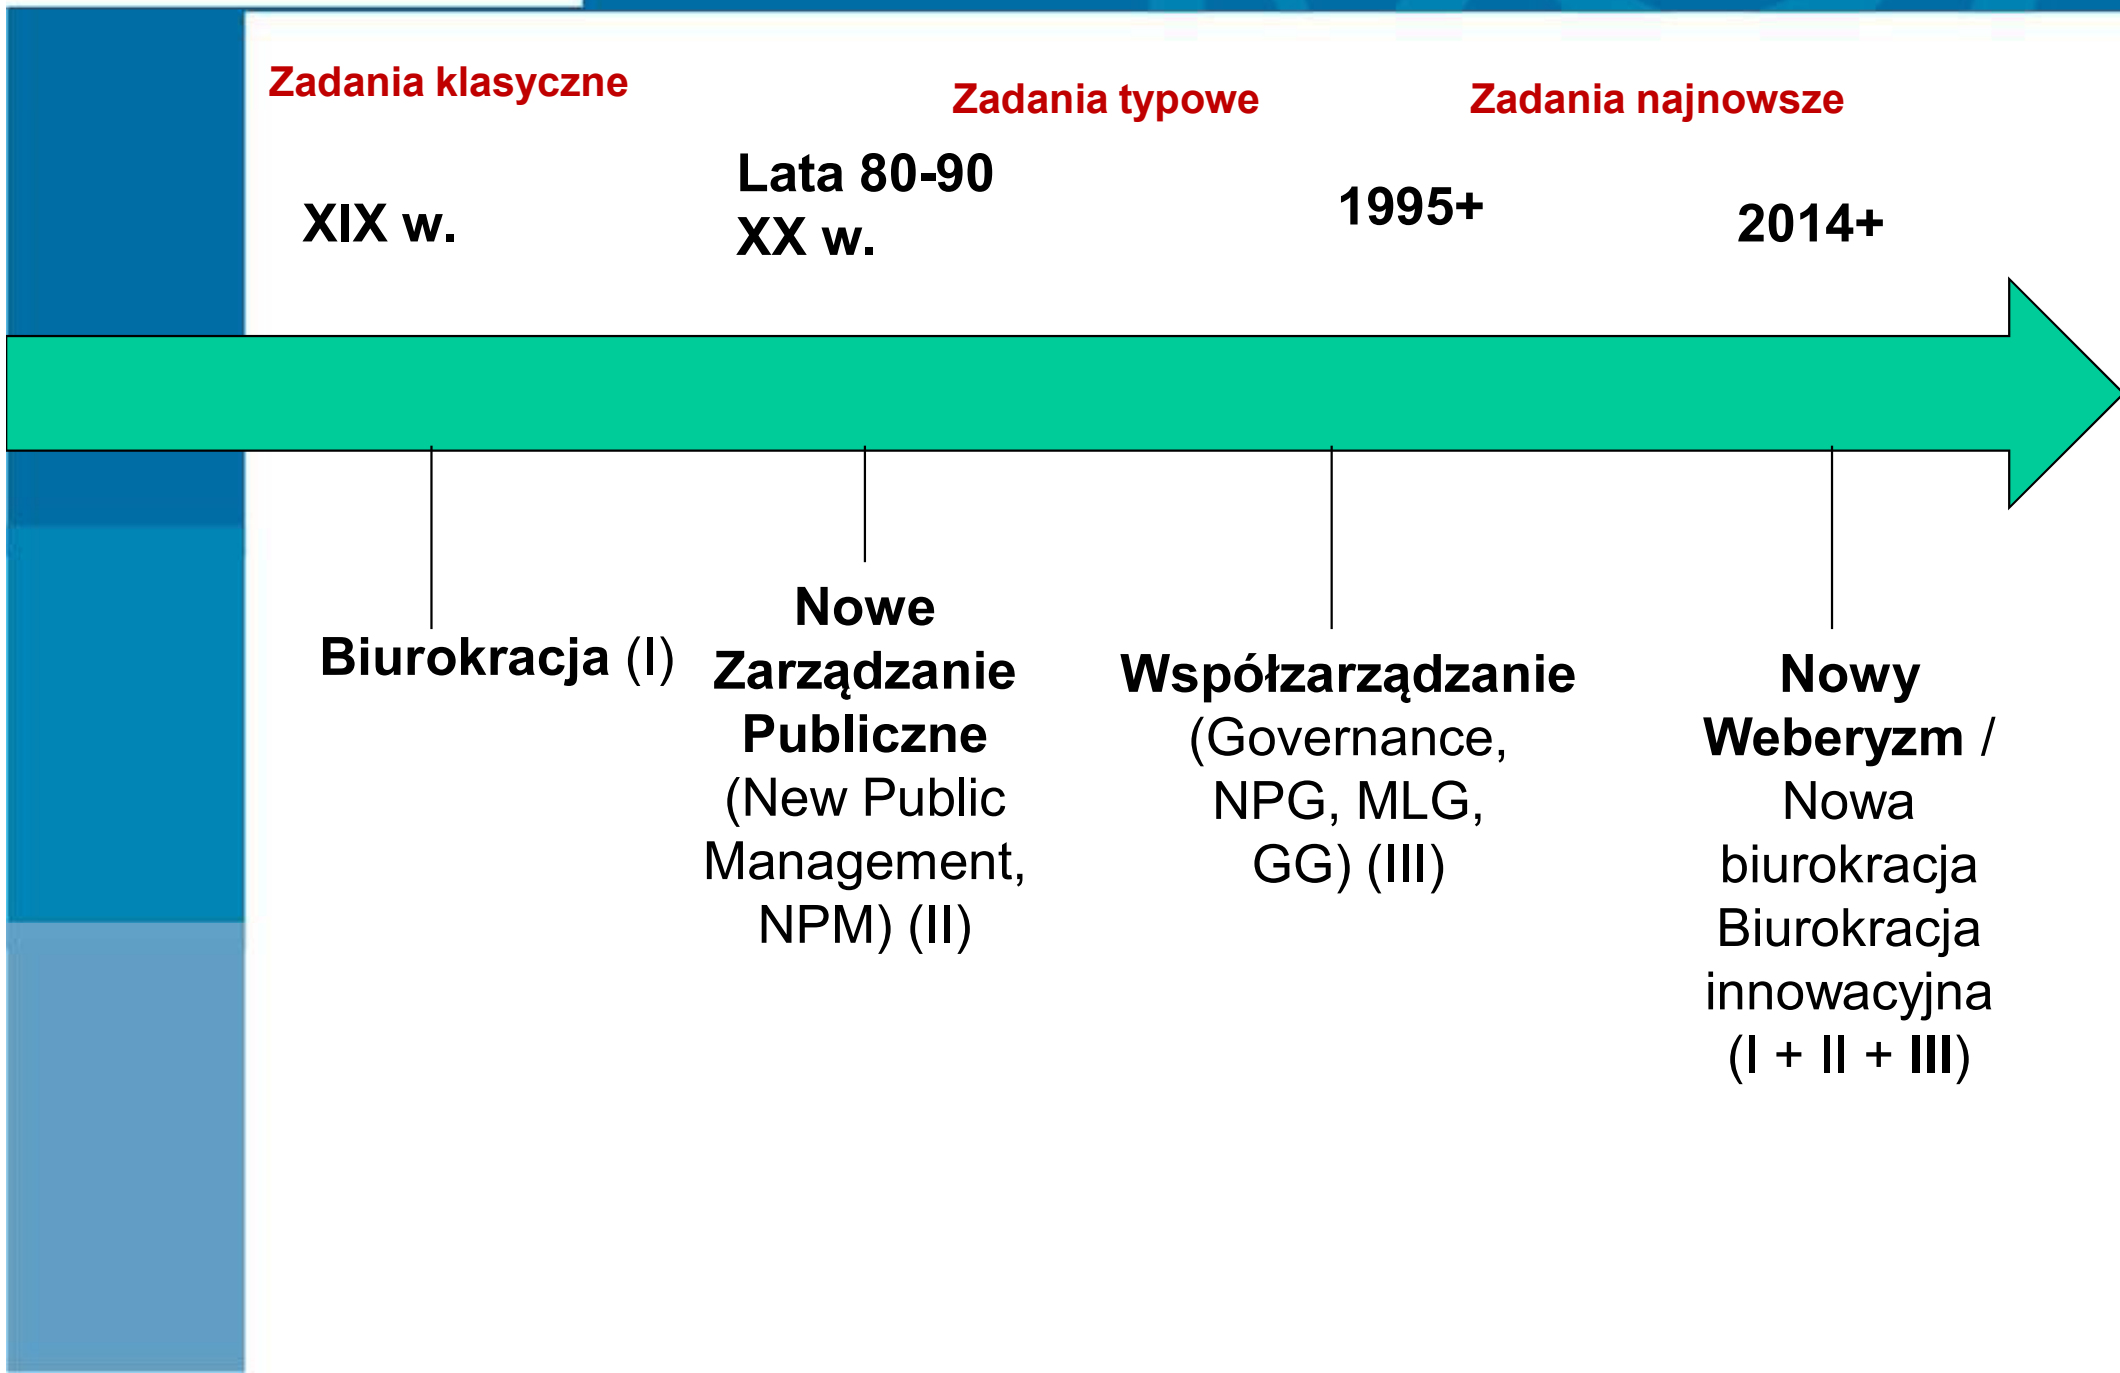 Zadania klasyczne
Zadania typowe
Zadania najnowsze
XIX w.
Lata 80-90
XX w.
1995+
2014+
Biurokracja (I)
Nowe
Zarządzanie
Publiczne
(New Public
Management,
NPM) (II)
Współzarządzanie
(Governance,
NPG, MLG,
GG) (III)
Nowy
Weberyzm /
Nowa
biurokracja
Biurokracja
innowacyjna
(I + II + III)